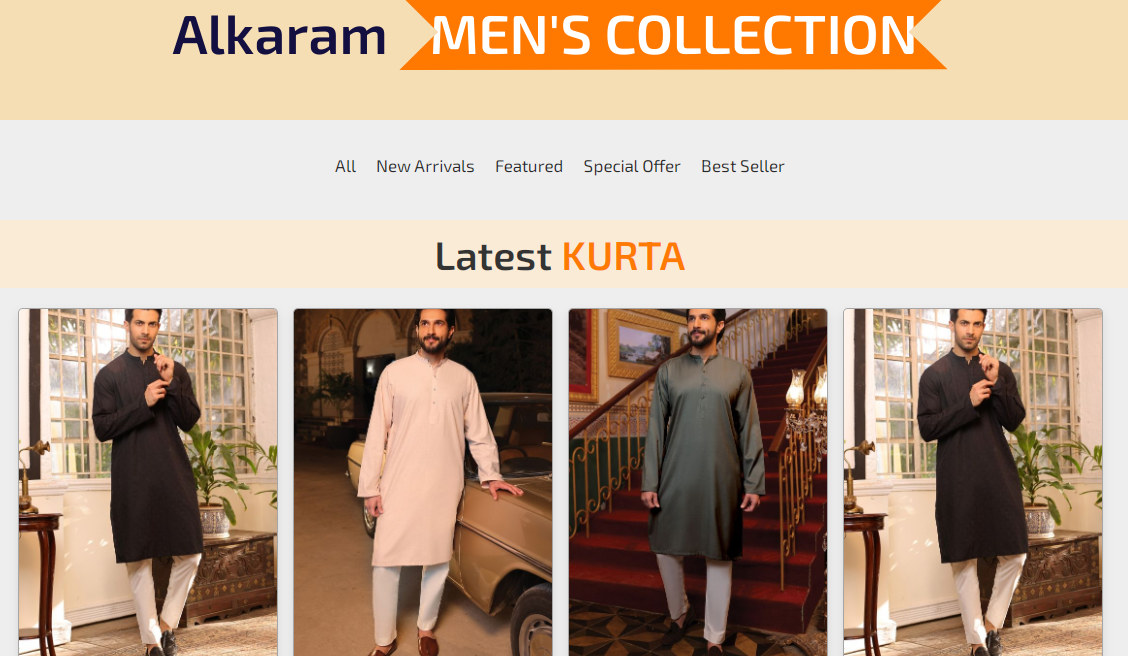 Alkaram MEN'S COLLECTION
All New Arrivals Featured Special Offer Best Seller
Latest KURTA